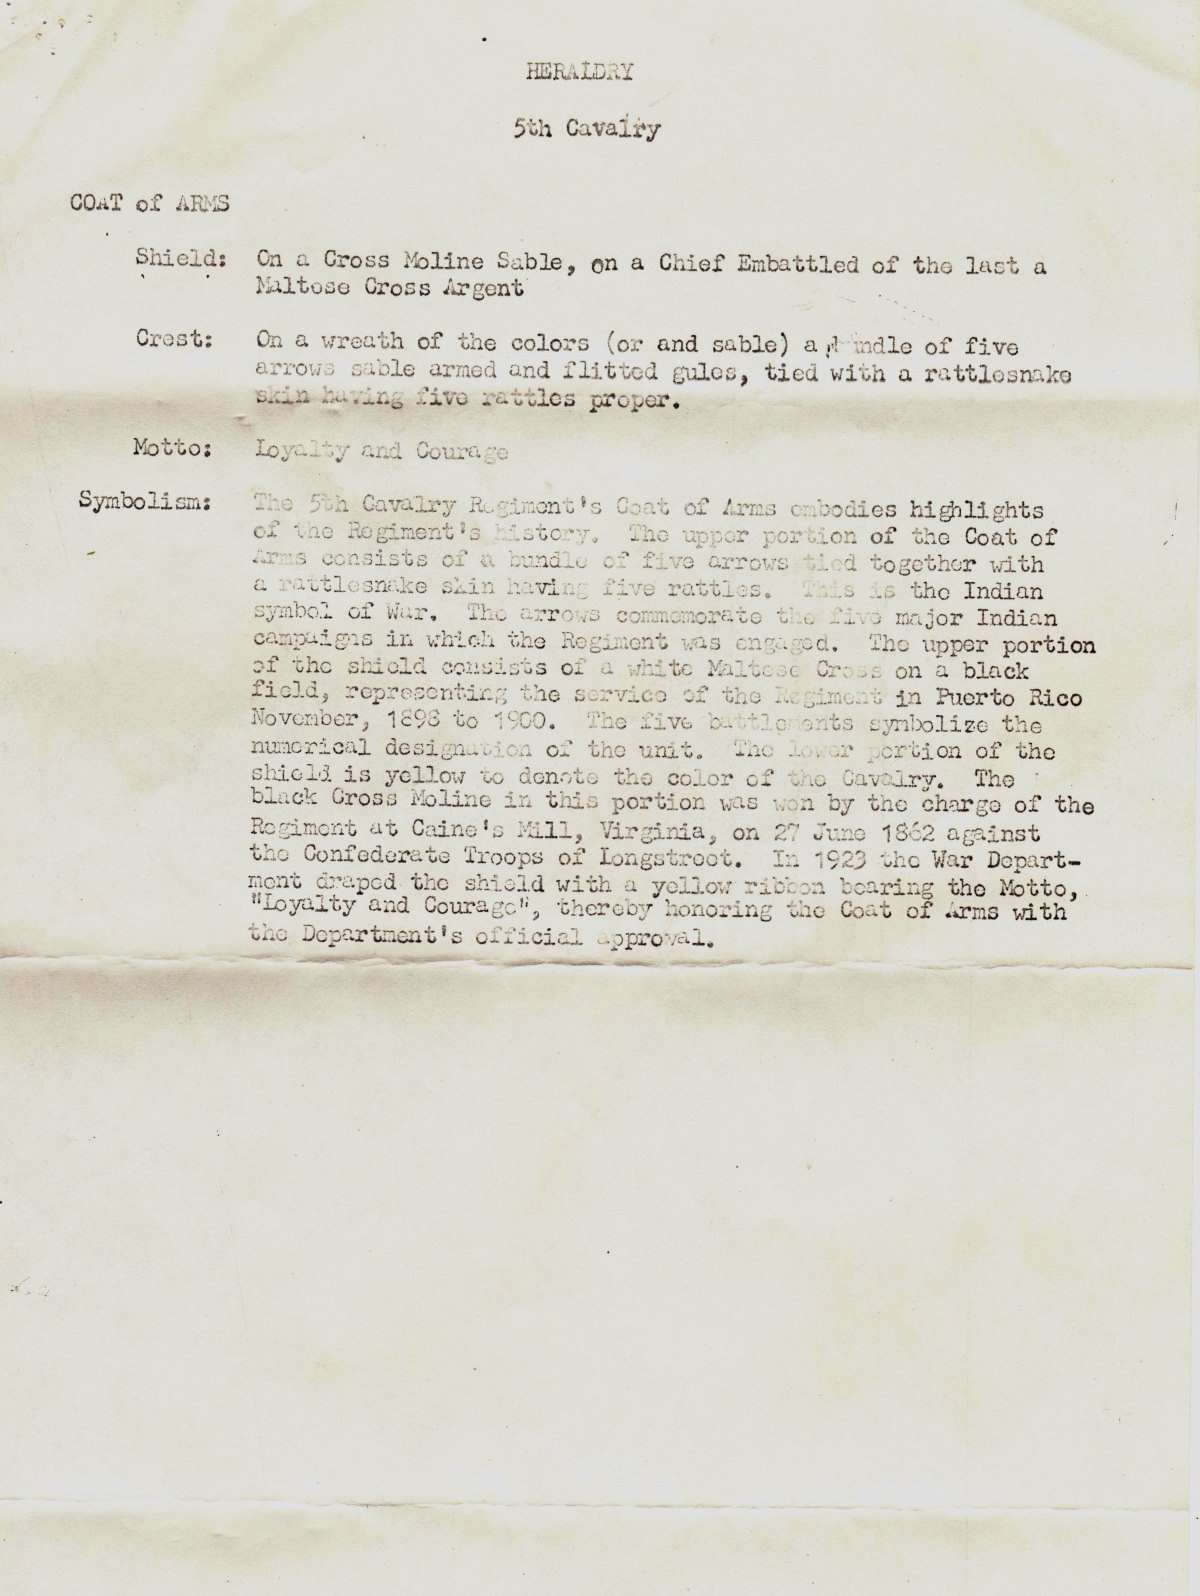 HERALDRY
5th Cavalry
COAT of ARMS
Shield: On a Cross Moline Sable, on a Chief Embattled of the last a
Maltese Cross Argent
Crest: On a wreath of the colors (or and sable) a bundle of five
arrows sable armed and flitted gules, tied with a rattlesnake
skin having five rattles proper.
Motto: Loyalty and Courage
Symbolism: The 5th Cavalry Regiment's Coat of Arms embodies highlights
of the Regiment's history. The upper portion of the Coat of
Arms consists of a bundle of five arrows tied together with
a rattlesnake skin having five rattles. This is the Indian
symbol of War. The arrows commemorate the five major Indian
campaigns in which the Regiment was engaged. The upper portion
of the shield consists of a white Maltese Cross on a black
field, representing the service of the Regiment in Puerto Rico
November, 1898 to 1900. The five battlements symbolize the
numerical designation of the unit. The lower portion of the
shield is yellow to denote the color of the Cavalry. The
black Cross Moline in this portion was won by the charge of the
Regiment at Caine's Mill, Virginia, on 27 June 1862 against
the Confederate Troops of Longstreet. In 1923 the War Depart-
ment draped the shield with a yellow ribbon bearing the Motto,
"Loyalty and Courage", thereby honoring the Coat of Arms with
the Department's official approval.